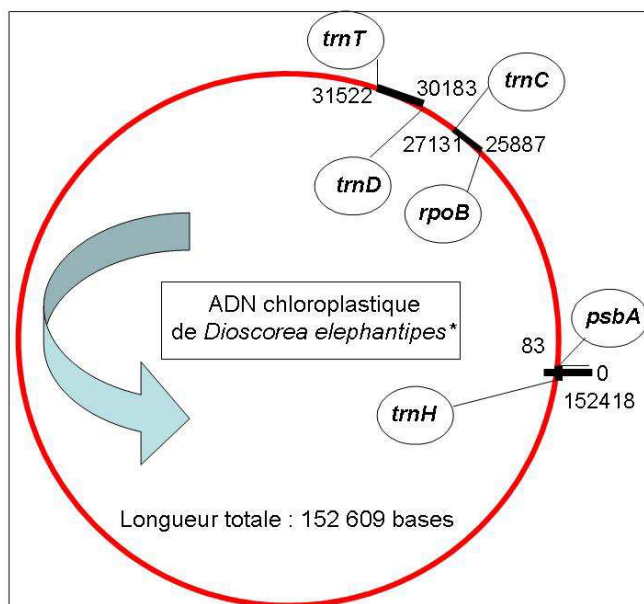 trnT
30183
trnC
31522
27131
25887
trnD
rpoB
ADN chloroplastique
de Dioscorea elephantipes*
psbA
83
0
152418
trnH
Longueur totale : 152 609 bases